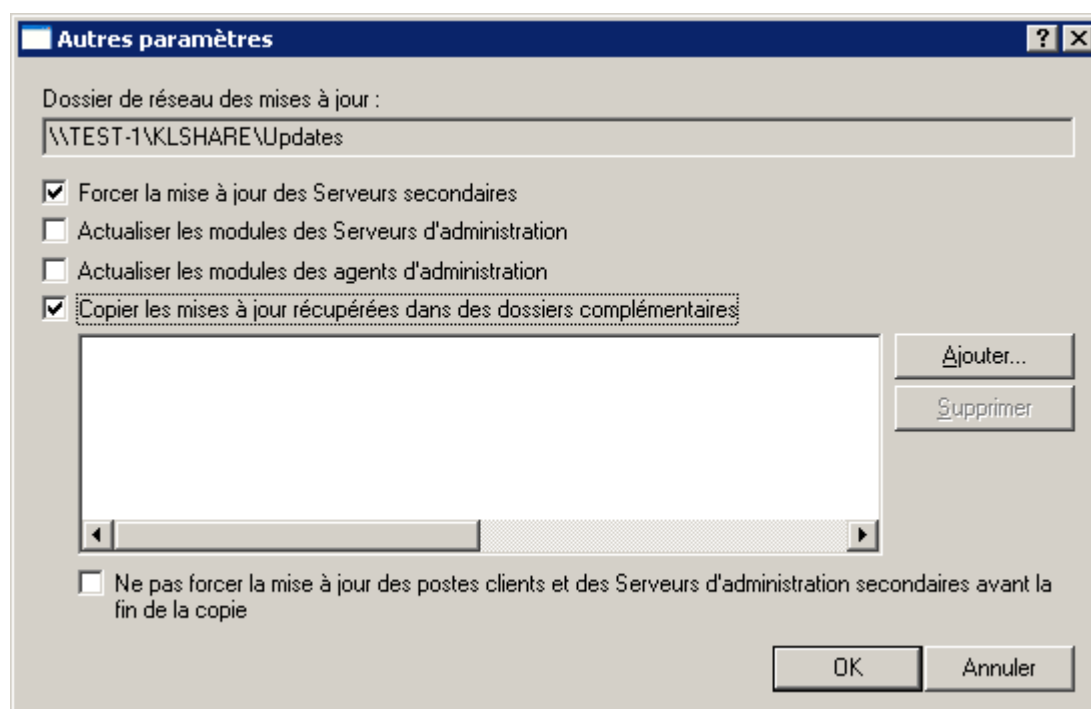 Autres paramètres
Dossier de réseau des mises à jour :
\\TEST-1\KLSHARE\Updates
Forcer la mise à jour des Serveurs secondaires
Actualiser les modules des Serveurs d'administration
Actualiser les modules des agents d'administration
Copier les mises à jour récupérées dans des dossiers complémentaires
Ajouter...
Supprimer
Ne pas forcer la mise à jour des postes clients et des Serveurs d'administration secondaires avant la
fin de la copie
OK Annuler